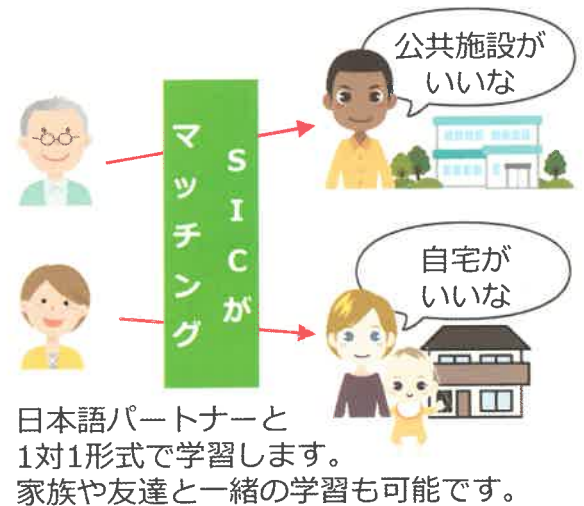 公共施設が
いいな
SICが
マッチング
自宅が
いいな
日本語パートナーと
1対1形式で学習します。
家族や友達と一緒の学習も可能です。